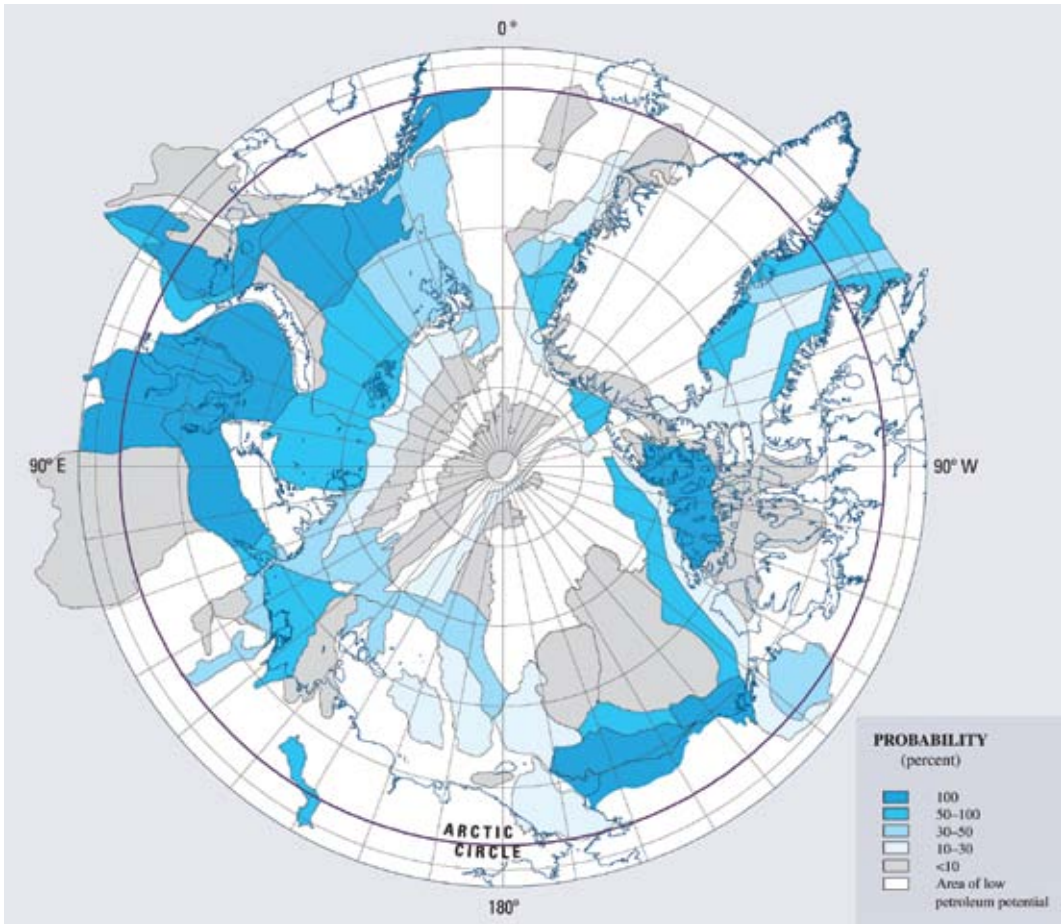 0°
90° E
90° W
ARCTIC
CIRCLE
180°
PROBABILITY
(percent)
100
50–100
30–50
10–30
<10
Area of low
petroleum potential